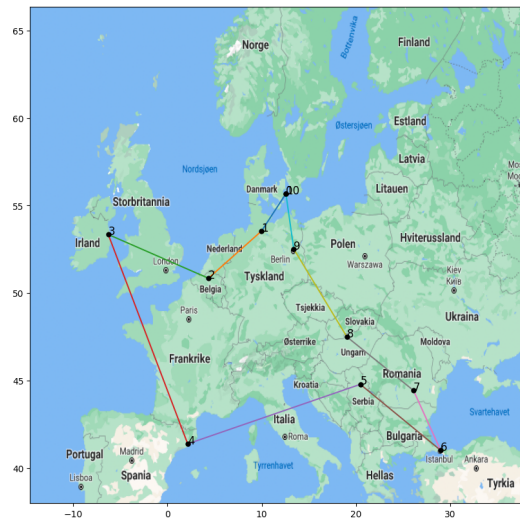 65
60
55
50
45
40
−10
0
10
20
30
Bottenvika
Norge
Finland
Estland
Østersjøen
Latvia
Nordsjøen
Danmark
Litauen
Storbritannia
Irland
Nederland
Hviterussland
London
Berlin
Polen
Warszawa
Tyskland
Belgia
Kiev
Київ
Paris
Tsjekkia
Ukraina
Slovakia
Frankrike
Østerrike
Ungarn
Moldova
Romania
Kroatia
Serbia
Svartehavet
Italia
Bulgaria
Portugal
Madrid
Roma
Istanbul
Ankara
Lisboa
Spania
Tyrrenhavet
Hellas
Tyrkia
0
1
2
3
4
5
6
7
8
9
10